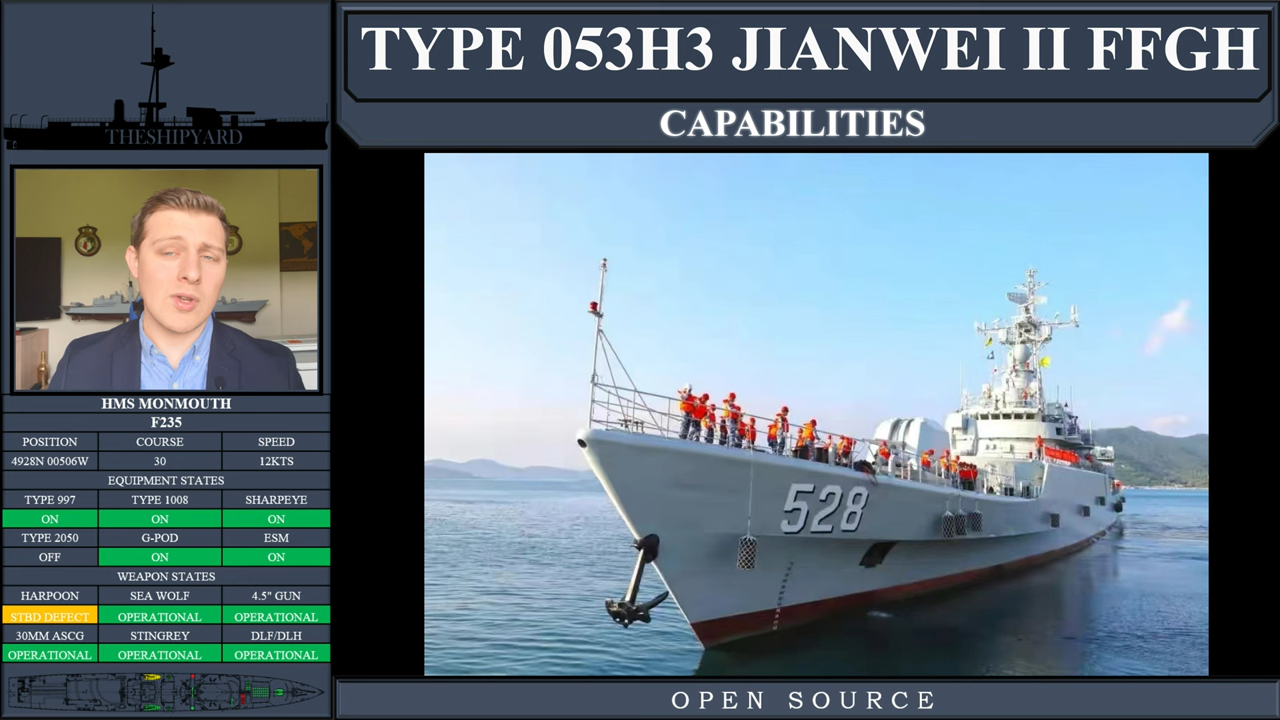 TYPE 053H3 JIANWEI II FFGH
CAPABILITIES
THESHIPYARD
HMS MONMOUTH
F235
POSITION COURSE SPEED
4928N 00506W 30 12KTS
EQUIPMENT STATES
TYPE 997 TYPE 1008 SHARPEYE
ON ON ON
TYPE 2050 G-POD ESM
OFF ON ON
WEAPON STATES
HARPOON SEA WOLF 4.5" GUN
STBD DEFECT OPERATIONAL OPERATIONAL
30MM ASCG STINGREY DLF/DLH
OPERATIONAL OPERATIONAL OPERATIONAL
528
OPEN SOURCE